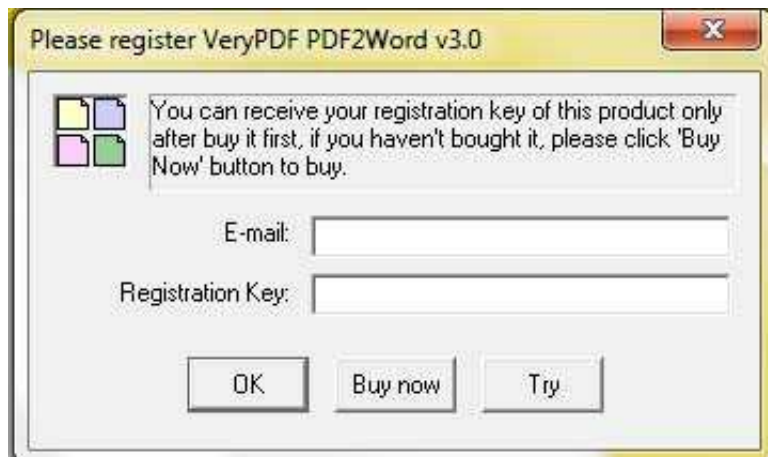 Please register VeryPDF PDF2Word v3.0
You can receive your registration key of this product only
after buy it first, if you haven't bought it, please click 'Buy
Now' button to buy.
E-mail:
Registration Key:
OK Buy now Try